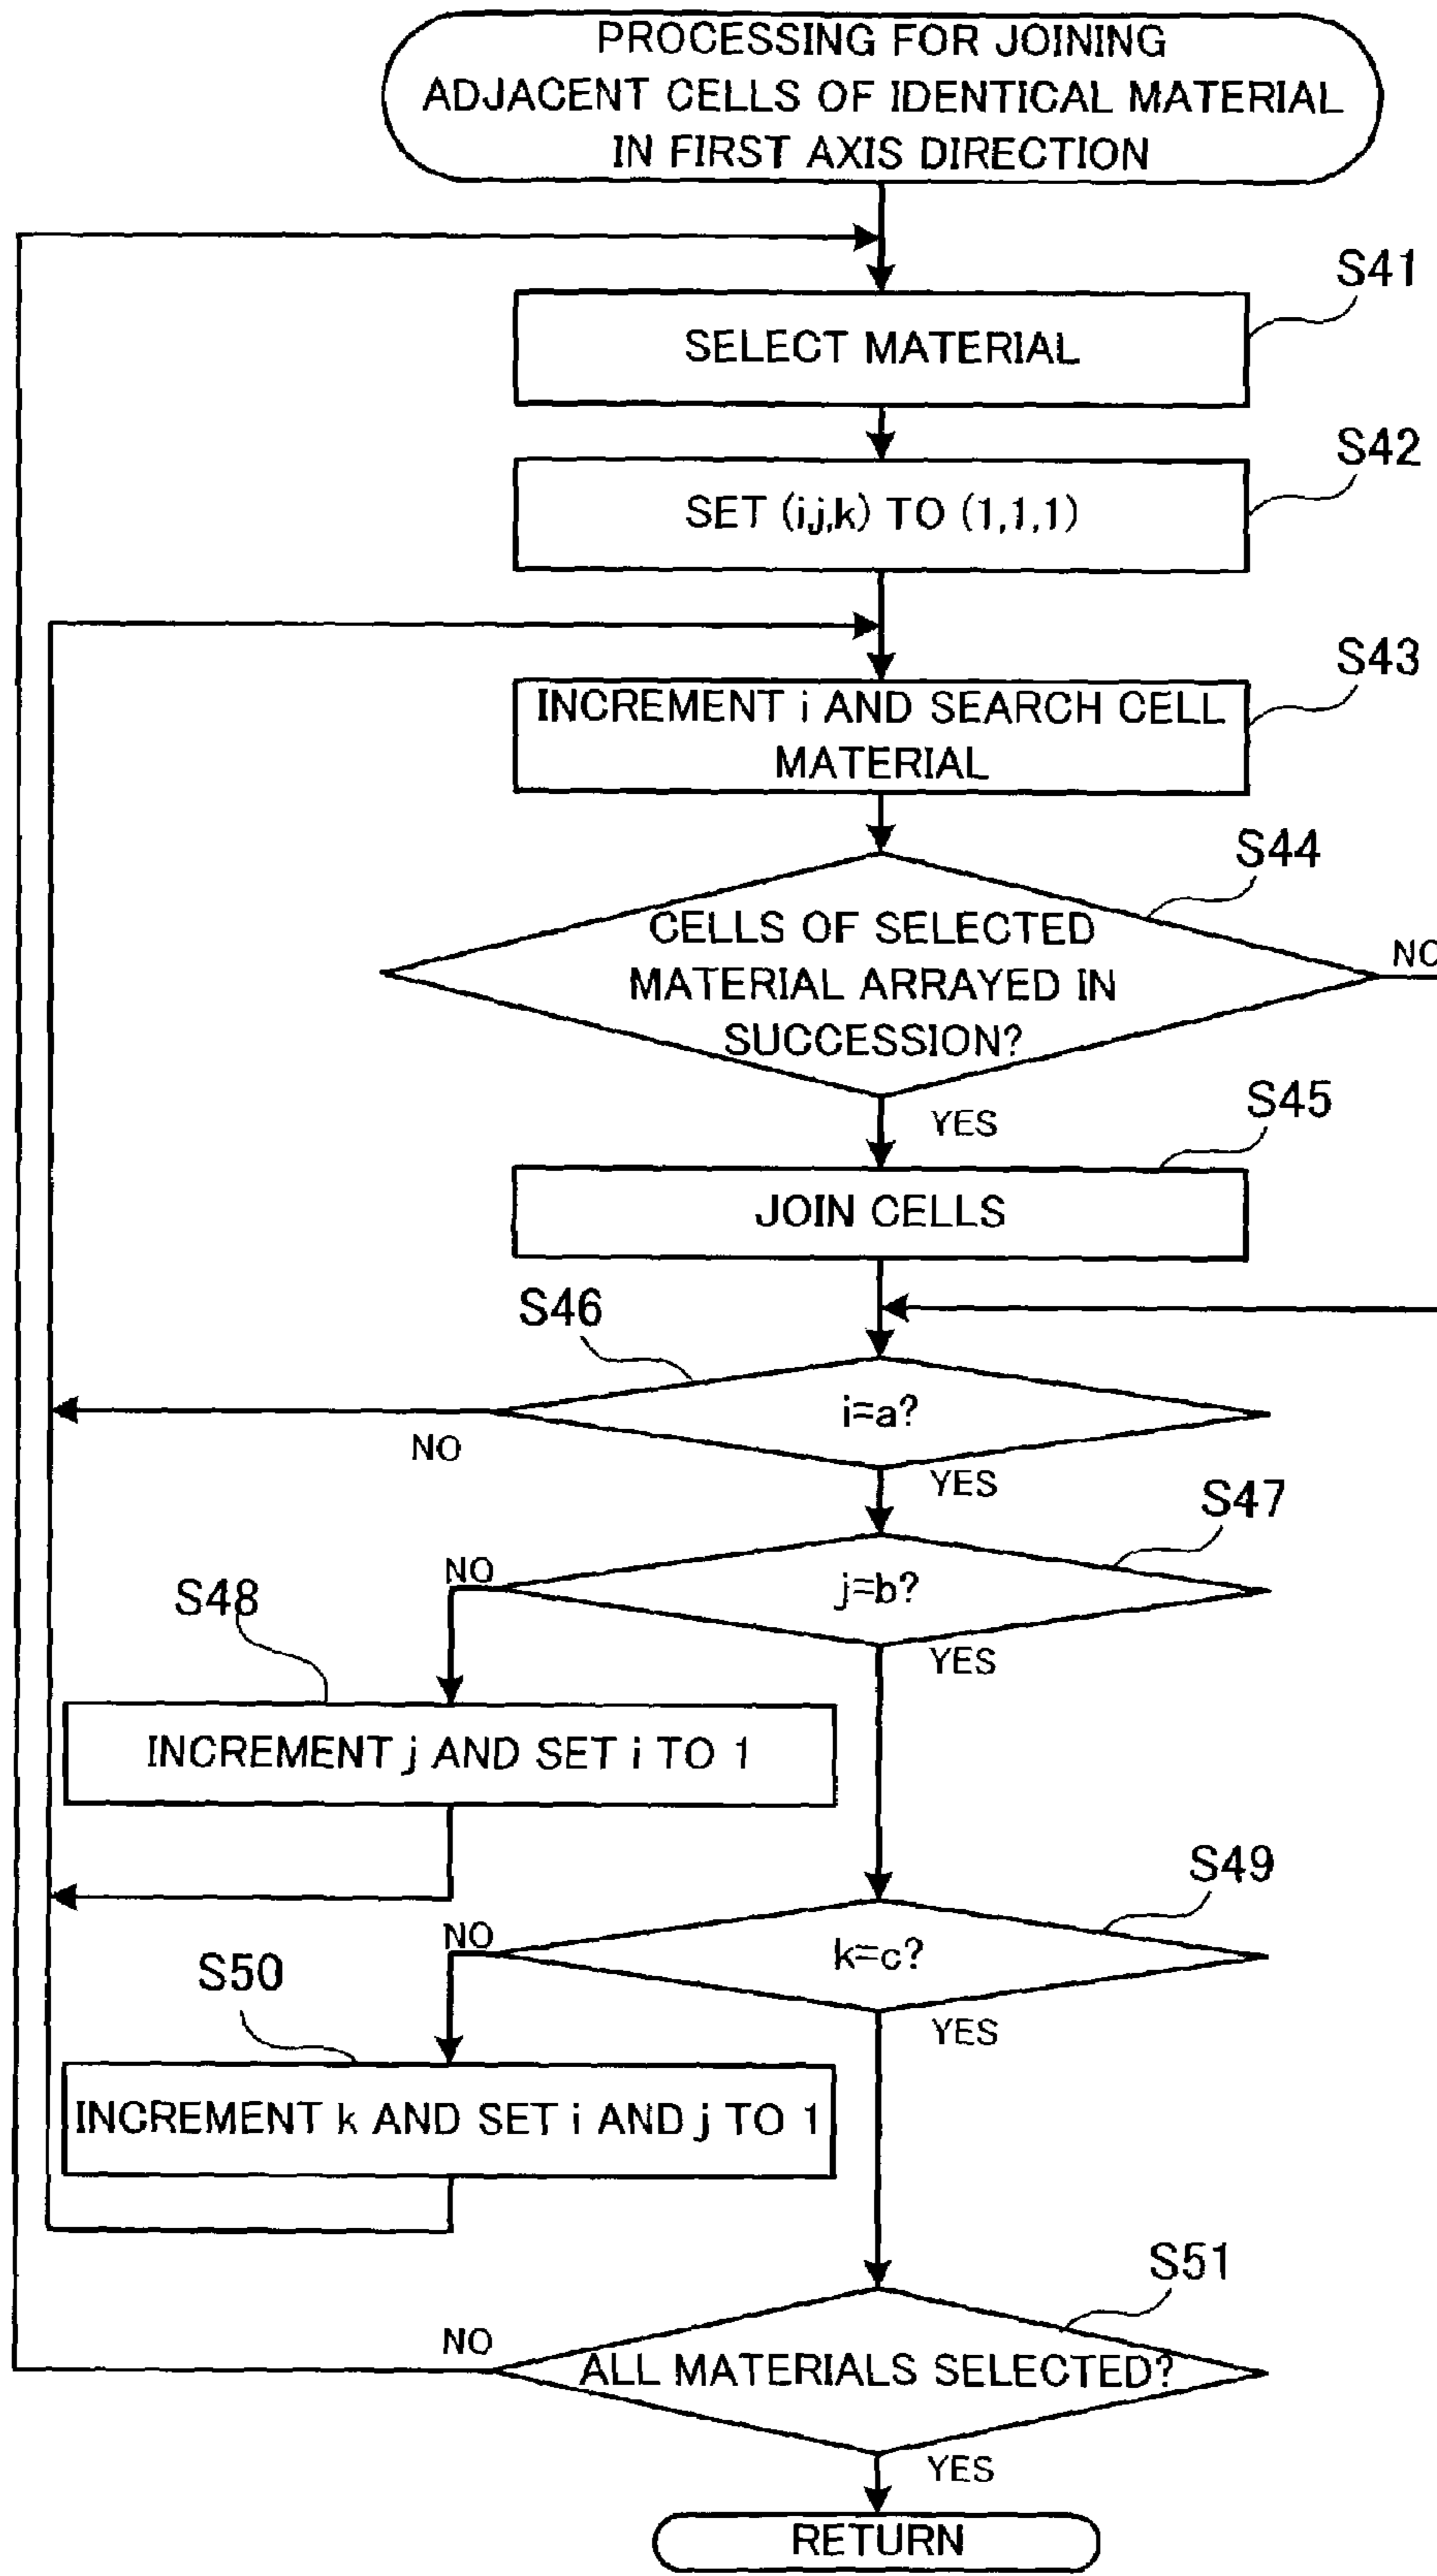 PROCESSING FOR JOINING
ADJACENT CELLS OF IDENTICAL MATERIAL
IN FIRST AXIS DIRECTION
S41
SELECT MATERIAL
S42
SET (i,j,k) TO (1,1,1)
S43
INCREMENT i AND SEARCH CELL
MATERIAL
S44
CELLS OF SELECTED
MATERIAL ARRAYED IN
SUCCESSION?
NO
YES
S45
JOIN CELLS
S46
i=a?
NO
YES
S47
j=b?
NO
YES
S48
INCREMENT j AND SET i TO 1
S49
k=c?
NO
YES
S50
INCREMENT k AND SET i AND j TO 1
S51
ALL MATERIALS SELECTED?
NO
YES
RETURN